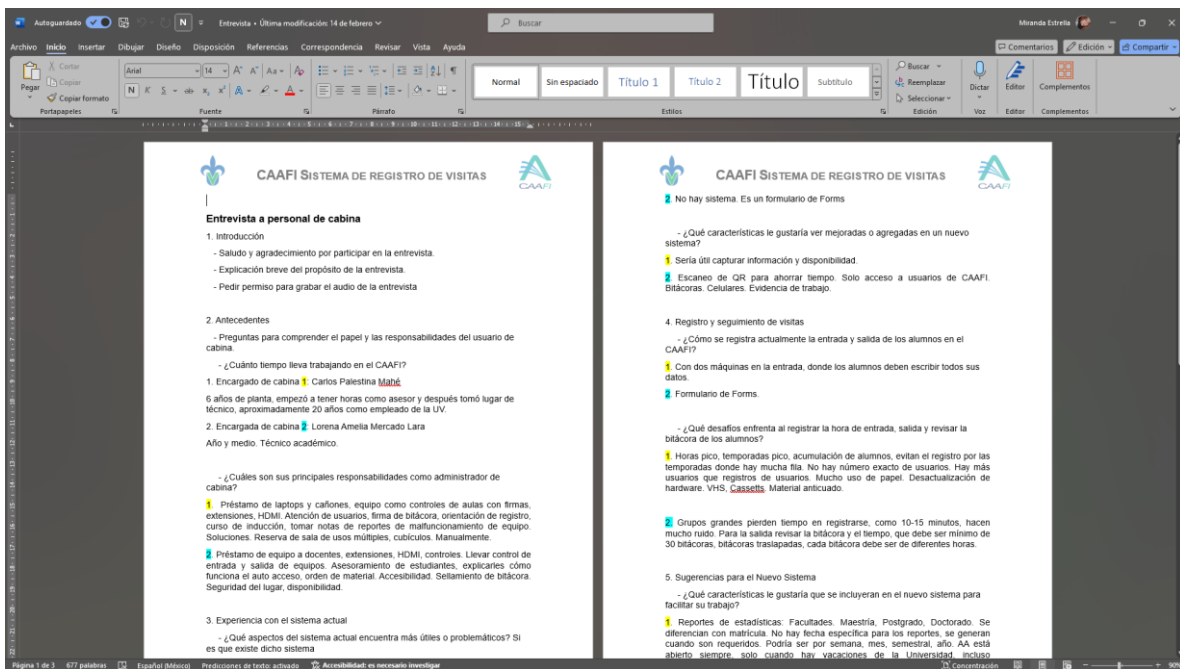 Autoguardado
N
Entrevista • Última modificación: 14 de febrero
Buscar
Miranda Estrella
Archivo Inicio Insertar Dibujar Diseño Disposición Referencias Correspondencia Revisar Vista Ayuda
Comentarios Edición Compartir
Pegar
Cortar
Copiar
Copiar formato
Portapapeles
Arial 14
N K S
Fuente
Párrafo
Normal Sin espaciado Título 1 Título 2 Título Subtítulo
Estilos
Buscar
Reemplazar
Seleccionar
Edición
Dictar
Voz
Editor
Editor
Complementos
Complementos
CAAFI SISTEMA DE REGISTRO DE VISITAS
CAAFI
Entrevista a personal de cabina
1. Introducción
- Saludo y agradecimiento por participar en la entrevista.
- Explicación breve del propósito de la entrevista.
- Pedir permiso para grabar el audio de la entrevista
2. Antecedentes
- Preguntas para comprender el papel y las responsabilidades del usuario de
cabina.
- ¿Cuánto tiempo lleva trabajando en el CAAFI?
1. Encargado de cabina 1: Carlos Palestina Mahé
6 años de planta, empezó a tener horas como asesor y después tomó lugar de
técnico, aproximadamente 20 años como empleado de la UV.
2. Encargada de cabina 2: Lorena Amelia Mercado Lara
Año y medio. Técnico académico.
- ¿Cuáles son sus principales responsabilidades como administrador de
cabina?
1. Préstamo de laptops y cañones, equipo como controles de aulas con firmas,
extensiones, HDMI. Atención de usuarios, firma de bitácora, orientación de registro,
curso de inducción, tomar notas de reportes de malfuncionamiento de equipo.
Soluciones. Reserva de sala de usos múltiples, cubículos. Manualmente.
2. Préstamo de equipo a docentes, extensiones, HDMI, controles. Llevar control de
entrada y salida de equipos. Asesoramiento de estudiantes, explicarles cómo
funciona el auto acceso, orden de material. Accesibilidad. Sellamiento de bitácora.
Seguridad del lugar, disponibilidad.
3. Experiencia con el sistema actual
- ¿Qué aspectos del sistema actual encuentra más útiles o problemáticos? Si
es que existe dicho sistema
CAAFI SISTEMA DE REGISTRO DE VISITAS
CAAFI
2. No hay sistema. Es un formulario de Forms
- ¿Qué características le gustaría ver mejoradas o agregadas en un nuevo
sistema?
1. Sería útil capturar información y disponibilidad.
2. Escaneo de QR para ahorrar tiempo. Solo acceso a usuarios de CAAFI.
Bitácoras. Celulares. Evidencia de trabajo.
4. Registro y seguimiento de visitas
- ¿Cómo se registra actualmente la entrada y salida de los alumnos en el
CAAFI?
1. Con dos máquinas en la entrada, donde los alumnos deben escribir todos sus
datos.
2. Formulario de Forms.
- ¿Qué desafíos enfrenta al registrar la hora de entrada, salida y revisar la
bitácora de los alumnos?
1. Horas pico, temporadas pico, acumulación de alumnos, evitan el registro por las
temporadas donde hay mucha fila. No hay número exacto de usuarios. Hay más
usuarios que registros de usuarios. Mucho uso de papel. Desactualización de
hardware. VHS, Cassetts. Material anticuado.
2. Grupos grandes pierden tiempo en registrarse, como 10-15 minutos, hacen
mucho ruido. Para la salida revisar la bitácora y el tiempo, que debe ser mínimo de
30 bitácoras, bitácoras traslapadas, cada bitácora debe ser de diferentes horas.
5. Sugerencias para el Nuevo Sistema
- ¿Qué características le gustaría que se incluyeran en el nuevo sistema para
facilitar su trabajo?
1. Reportes de estadísticas: Facultades. Maestría, Postgrado, Doctorado. Se
diferencian con matrícula. No hay fecha específica para los reportes, se generan
cuando son requeridos. Podría ser por semana, mes, semestral, año. AA está
abierto siempre, solo cuando hay vacaciones de la Universidad, incluso
Página 1 de 3 677 palabras Español (México) Predicciones de texto: activado Accesibilidad: es necesario investigar
Concentración 90%